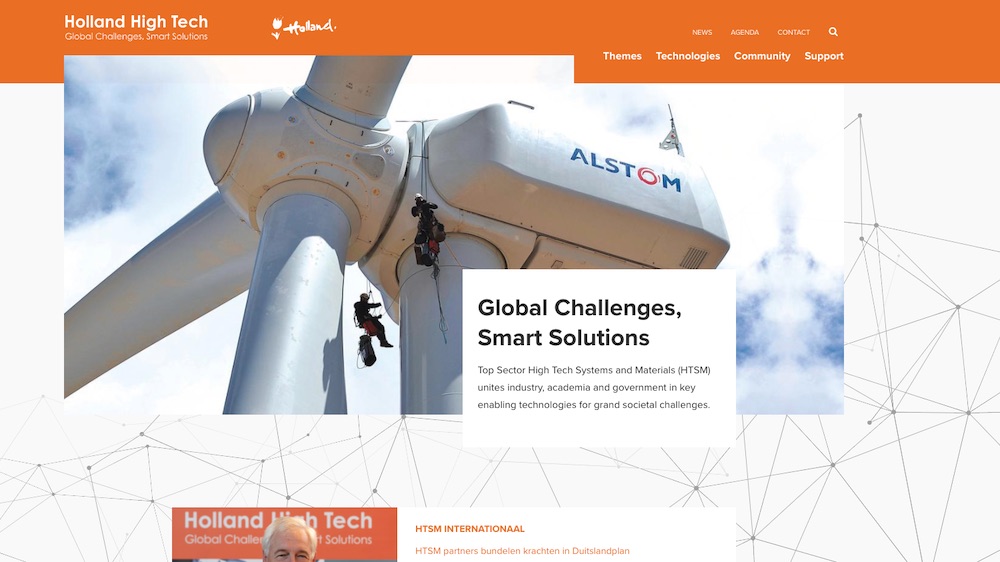 Holland High Tech
Global Challenges, Smart Solutions
Holland.
NEWS AGENDA CONTACT
Themes Technologies Community Support
ALSTOM
Global Challenges,
Smart Solutions
Top Sector High Tech Systems and Materials (HTSM)
unites industry, academia and government in key
enabling technologies for grand societal challenges.
Holland High Tech
Global Challenges, Smart Solutions
HTSM INTERNATIONAAL
HTSM partners bundelen krachten in Duitslandplan